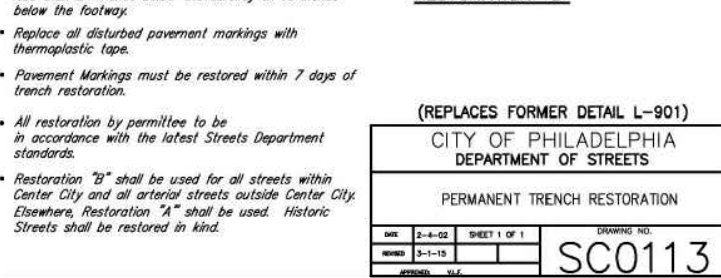 below the footway.
• Replace all disturbed pavement markings with
thermoplastic tape.
• Pavement Markings must be restored within 7 days of
trench restoration.
• All restoration by permittee to be
in accordance with the latest Streets Department
standards.
• Restoration "B" shall be used for all streets within
Center City and all arterial streets outside Center City.
Elsewhere, Restoration "A" shall be used. Historic
Streets shall be restored in kind.
(REPLACES FORMER DETAIL L-901)
CITY OF PHILADELPHIA
DEPARTMENT OF STREETS
PERMANENT TRENCH RESTORATION
DATE 2-4-02 SHEET 1 OF 1
REVISED 3-1-15
APPROVED: V.L.F.
DRAWING NO.
SC0113